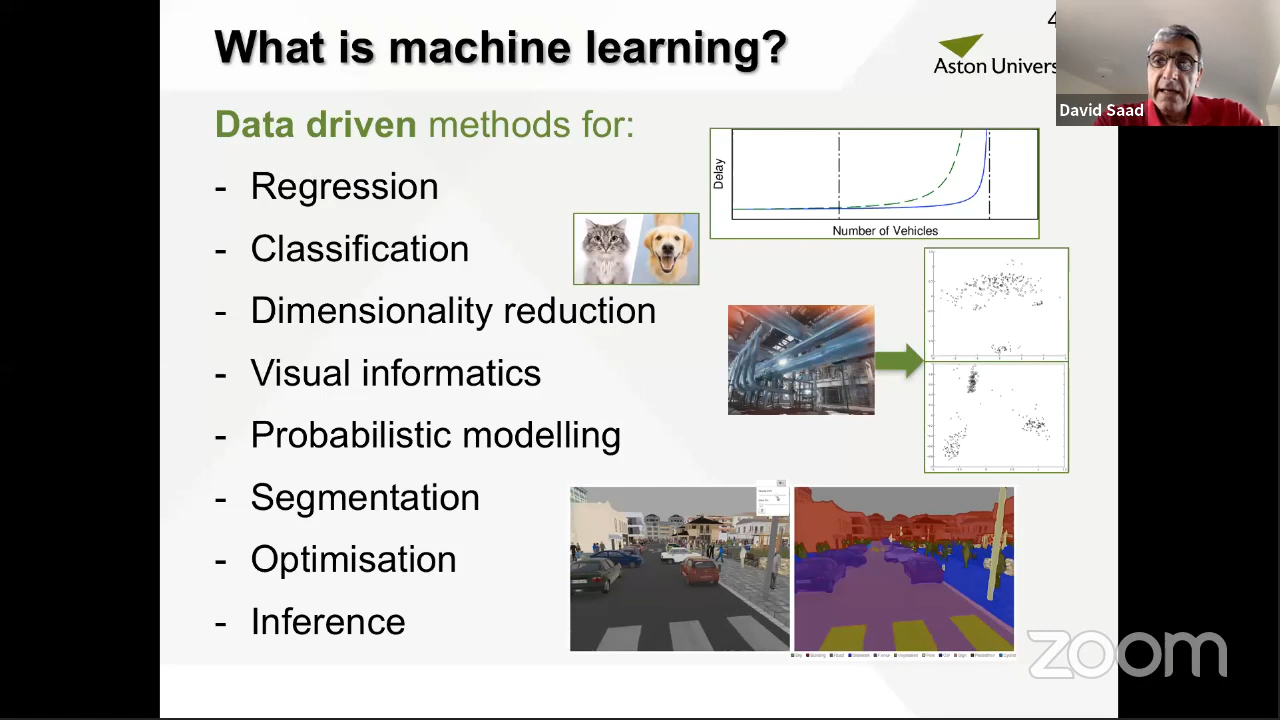 What is machine learning?
4
Aston Univers
David Saad
Data driven methods for:
- Regression
- Classification
- Dimensionality reduction
- Visual informatics
- Probabilistic modelling
- Segmentation
- Optimisation
- Inference
Delay
Number of Vehicles
zoom